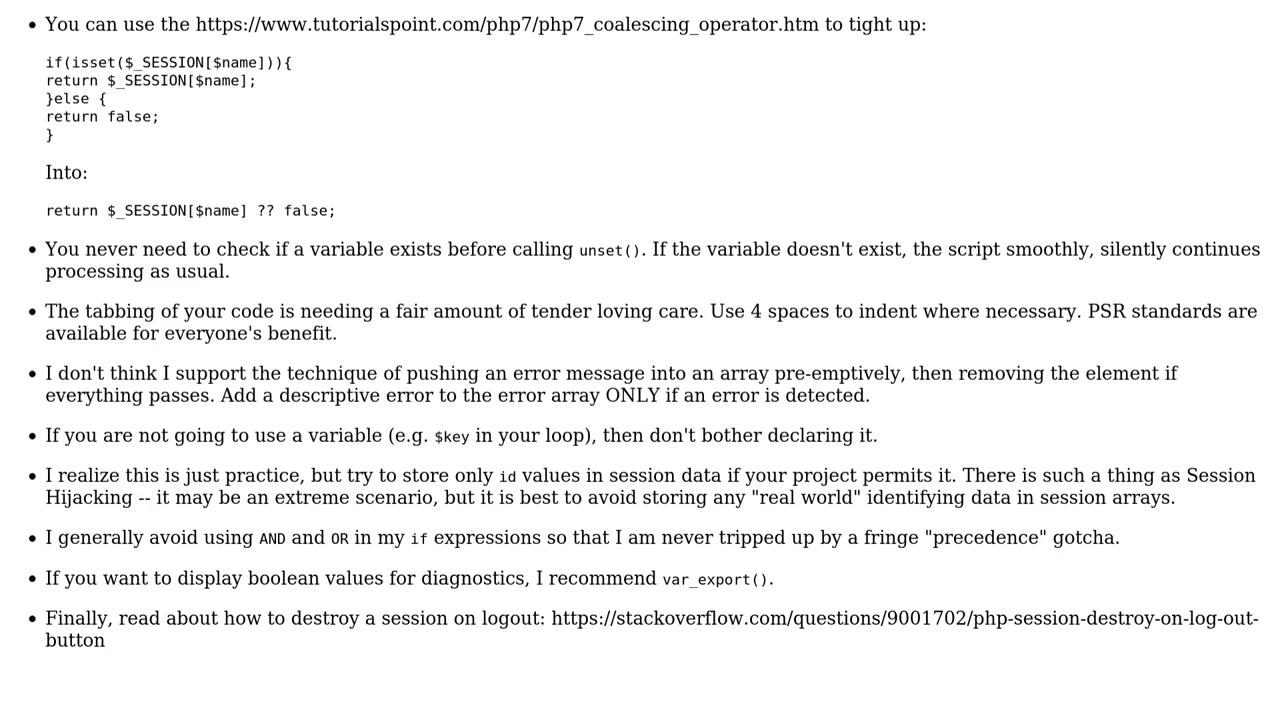 • You can use the https://www.tutorialspoint.com/php7/php7_coalescing_operator.htm to tight up:
if(isset($_SESSION[$name])){
return $_SESSION[$name];
}else {
return false;
}
Into:
return $_SESSION[$name] ?? false;
• You never need to check if a variable exists before calling unset(). If the variable doesn't exist, the script smoothly, silently continues
processing as usual.
• The tabbing of your code is needing a fair amount of tender loving care. Use 4 spaces to indent where necessary. PSR standards are
available for everyone's benefit.
• I don't think I support the technique of pushing an error message into an array pre-emptively, then removing the element if
everything passes. Add a descriptive error to the error array ONLY if an error is detected.
• If you are not going to use a variable (e.g. $key in your loop), then don't bother declaring it.
• I realize this is just practice, but try to store only id values in session data if your project permits it. There is such a thing as Session
Hijacking -- it may be an extreme scenario, but it is best to avoid storing any "real world" identifying data in session arrays.
• I generally avoid using AND and OR in my if expressions so that I am never tripped up by a fringe "precedence" gotcha.
• If you want to display boolean values for diagnostics, I recommend var_export().
• Finally, read about how to destroy a session on logout: https://stackoverflow.com/questions/9001702/php-session-destroy-on-log-out-
button